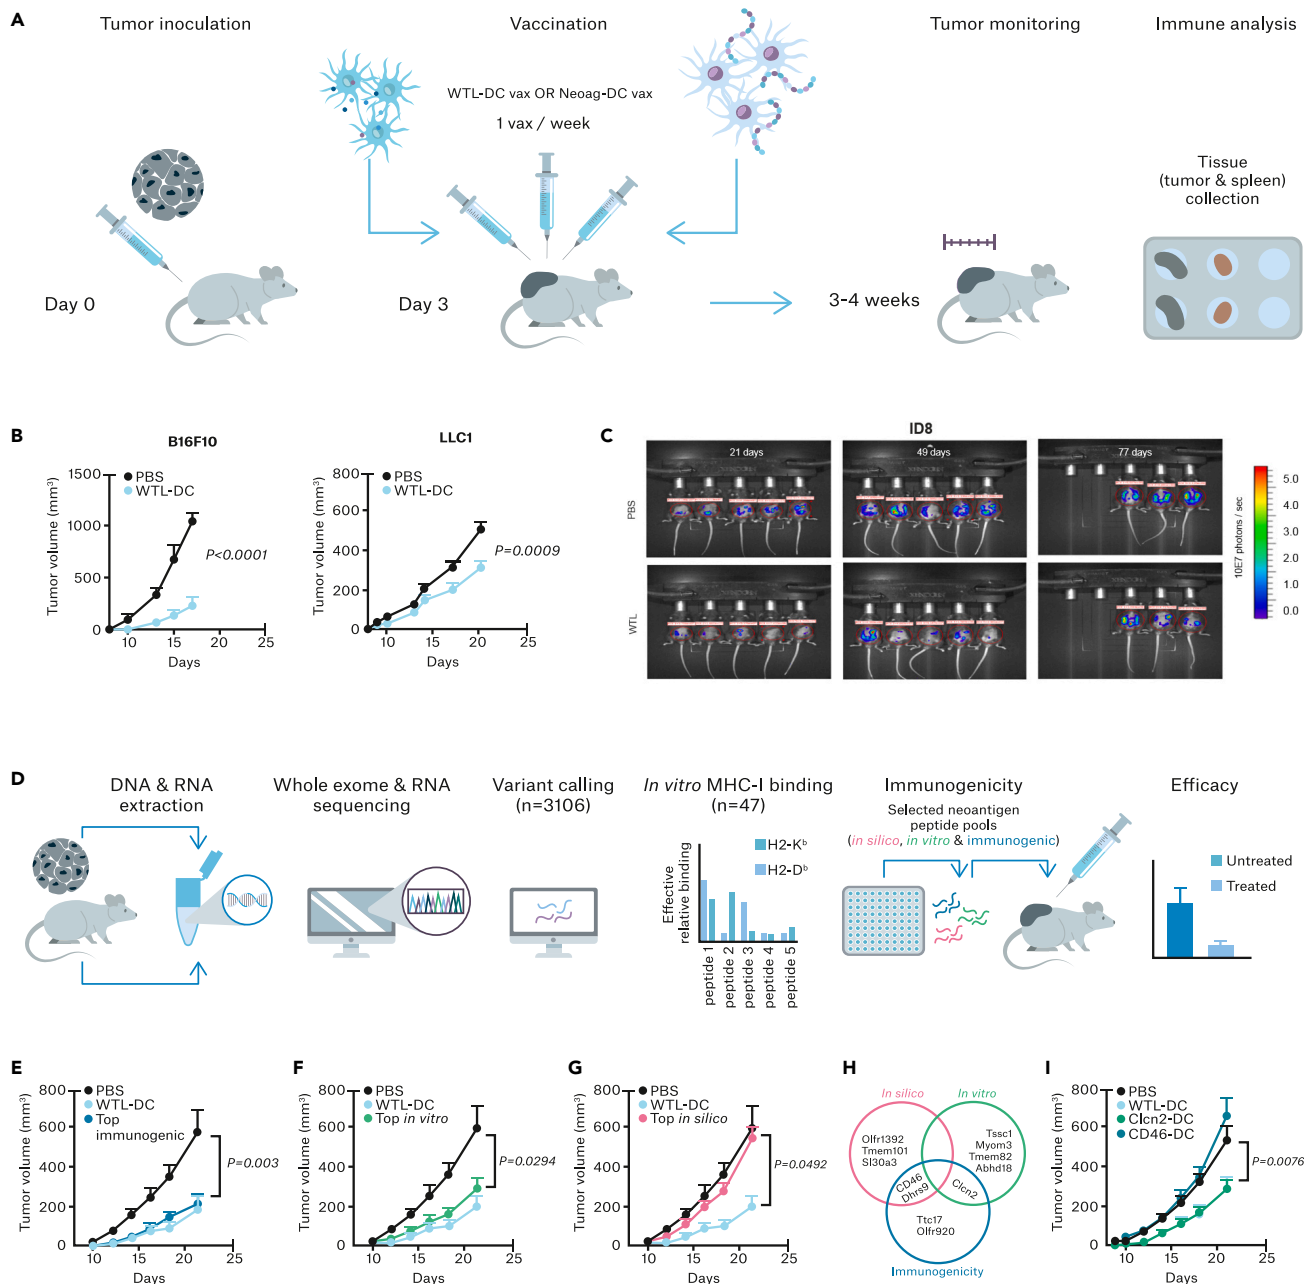 A
Tumor inoculation
Vaccination
Tumor monitoring
Immune analysis
WTL-DC vax OR Neoag-DC vax
1 vax / week
Tissue
(tumor & spleen)
collection
Day 0
Day 3
3-4 weeks
B
B16F10
PBS
WTL-DC
Tumor volume (mm³)
1500
1000
500
0
P<0.0001
10
15
20
25
Days
LLC1
PBS
WTL-DC
Tumor volume (mm³)
800
600
400
200
0
P=0.0009
10
15
20
25
Days
C
ID8
21 days
49 days
77 days
PBS
WTL
5.0
4.0
3.0
2.0
1.0
0.0
10E7 photons / sec
D
DNA & RNA
extraction
Whole exome & RNA
sequencing
Variant calling
(n=3106)
In vitro MHC-I binding
(n=47)
H2-Kᵇ
H2-Dᵇ
Effective
relative binding
peptide 1
peptide 2
peptide 3
peptide 4
peptide 5
Immunogenicity
Selected neoantigen
peptide pools
(in silico, in vitro & immunogenic)
Efficacy
Untreated
Treated
E
PBS
WTL-DC
Top
immunogenic
Tumor volume (mm³)
800
600
400
200
0
P=0.003
10
15
20
25
Days
F
PBS
WTL-DC
Top in vitro
Tumor volume (mm³)
800
600
400
200
0
P=0.0294
10
15
20
25
Days
G
PBS
WTL-DC
Top in silico
Tumor volume (mm³)
800
600
400
200
0
P=0.0492
10
15
20
25
Days
H
In silico
In vitro
Olfr1392
Tmem101
Sl30a3
Tssc1
Myom3
Tmem82
Abhd18
CD46
Dhrs9
Clcn2
Ttc17
Olfr920
Immunogenicity
I
PBS
WTL-DC
Clcn2-DC
CD46-DC
Tumor volume (mm³)
800
600
400
200
0
P=0.0076
10
15
20
25
Days